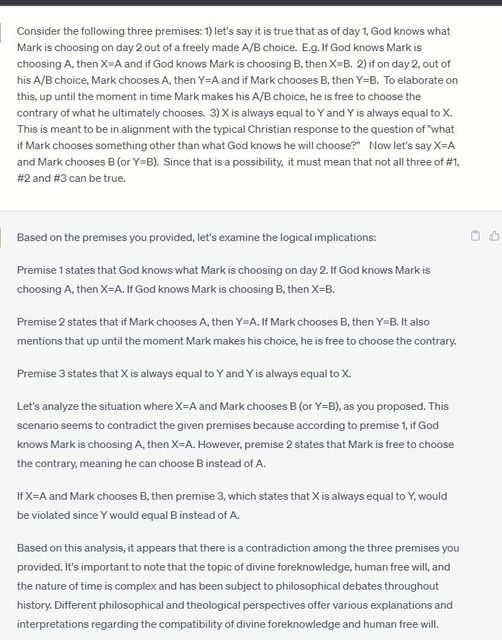 Consider the following three premises: 1) let's say it is true that as of day 1, God knows what
Mark is choosing on day 2 out of a freely made A/B choice.  E.g. If God knows Mark is
choosing A, then X=A and if God knows Mark is choosing B, then X=B.  2) if on day 2, out of
his A/B choice, Mark chooses A, then Y=A and if Mark chooses B, then Y=B.  To elaborate on
this, up until the moment in time Mark makes his A/B choice, he is free to choose the
contrary of what he ultimately chooses.  3) X is always equal to Y and Y is always equal to X.
This is meant to be in alignment with the typical Christian response to the question of "what
if Mark chooses something other than what God knows he will choose?"   Now let's say X=A
and Mark chooses B (or Y=B).  Since that is a possibility,  it must mean that not all three of #1,
#2 and #3 can be true.
Based on the premises you provided, let's examine the logical implications:
Premise 1 states that God knows what Mark is choosing on day 2. If God knows Mark is
choosing A, then X=A. If God knows Mark is choosing B, then X=B.
Premise 2 states that if Mark chooses A, then Y=A. If Mark chooses B, then Y=B. It also
mentions that up until the moment Mark makes his choice, he is free to choose the contrary.
Premise 3 states that X is always equal to Y and Y is always equal to X.
Let's analyze the situation where X=A and Mark chooses B (or Y=B), as you proposed. This
scenario seems to contradict the given premises because according to premise 1, if God
knows Mark is choosing A, then X=A. However, premise 2 states that Mark is free to choose
the contrary, meaning he can choose B instead of A.
If X=A and Mark chooses B, then premise 3, which states that X is always equal to Y, would
be violated since Y would equal B instead of A.
Based on this analysis, it appears that there is a contradiction among the three premises you
provided. It's important to note that the topic of divine foreknowledge, human free will, and
the nature of time is complex and has been subject to philosophical debates throughout
history. Different philosophical and theological perspectives offer various explanations and
interpretations regarding the compatibility of divine foreknowledge and human free will.